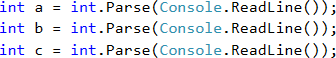 int a = int.Parse(Console.ReadLine());
int b = int.Parse(Console.ReadLine());
int c = int.Parse(Console.ReadLine());